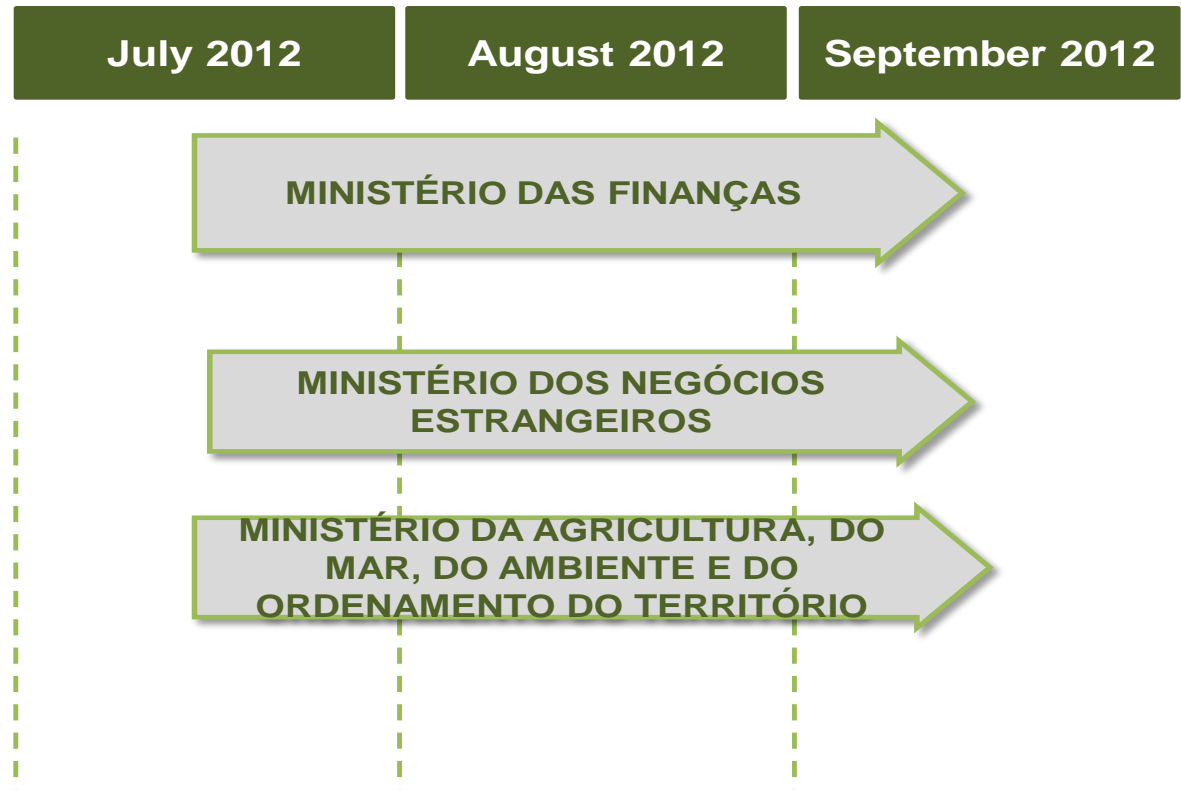 July 2012
August 2012
September 2012
MINISTÉRIO DAS FINANÇAS
MINISTÉRIO DOS NEGÓCIOS
ESTRANGEIROS
MINISTÉRIO DA AGRICULTURA, DO
MAR, DO AMBIENTE E DO
ORDENAMENTO DO TERRITÓRIO